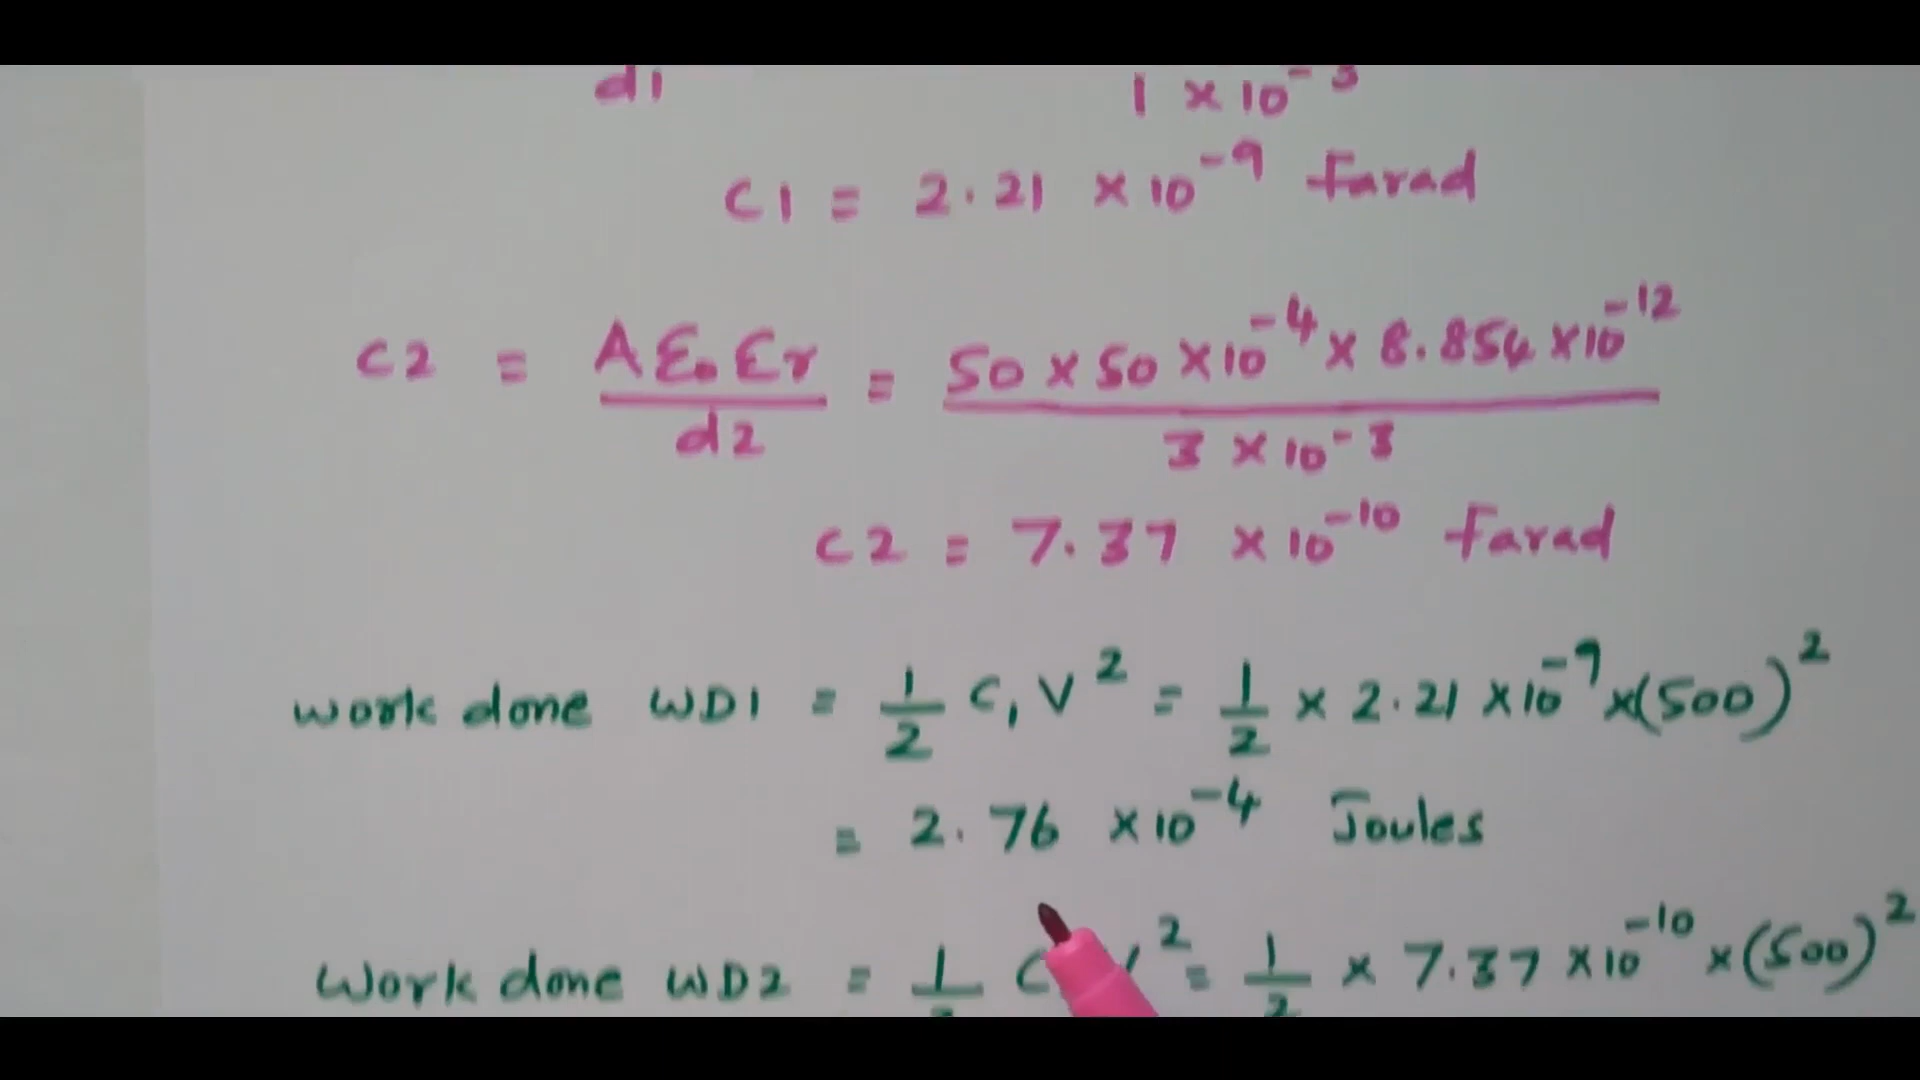 d1 1 × 10⁻³
C1 = 2.21 × 10⁻⁹ Farad
C2 = Aε₀εr / d2 = 50 × 50 × 10⁻⁴ × 8.854 × 10⁻¹² / 3 × 10⁻³
C2 = 7.37 × 10⁻¹⁰ Farad
Work done WD1 = 1/2 C₁V² = 1/2 × 2.21 × 10⁻⁹ × (500)²
= 2.76 × 10⁻⁴ Joules
Work done WD2 = 1/2 C V² = 1/2 × 7.37 × 10⁻¹⁰ × (500)²